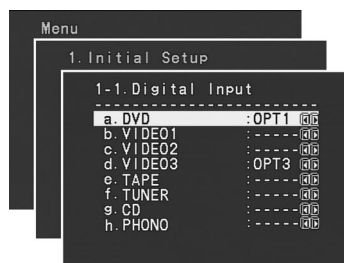 Menu
1.Initial Setup
1-1.Digital Input
a.DVD :OPT1
b.VIDEO1 :-----
c.VIDEO2 :-----
d.VIDEO3 :OPT3
e.TAPE :-----
f.TUNER :-----
g.CD :-----
h.PHONO :-----